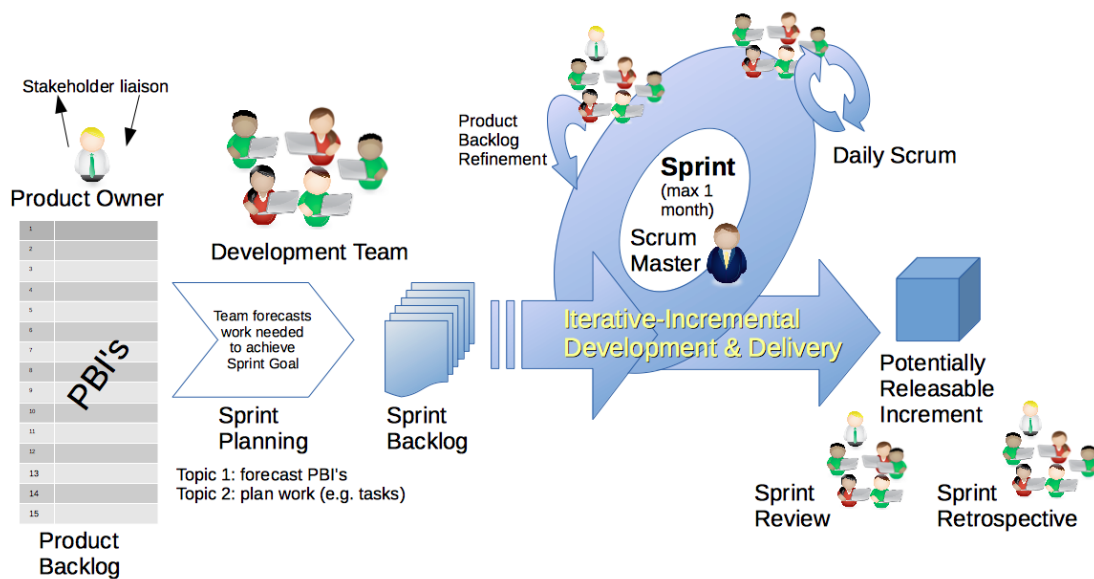 Stakeholder liaison
Product Owner
1
2
3
4
5
6
7
8
9
10
11
12
13
14
15
PBI's
Product
Backlog
Development Team
Team forecasts
work needed
to achieve
Sprint Goal
Sprint
Planning
Topic 1: forecast PBI's
Topic 2: plan work (e.g. tasks)
Sprint
Backlog
Product
Backlog
Refinement
Sprint
(max 1
month)
Scrum
Master
Daily Scrum
Iterative-Incremental
Development & Delivery
Potentially
Releasable
Increment
Sprint
Review
Sprint
Retrospective